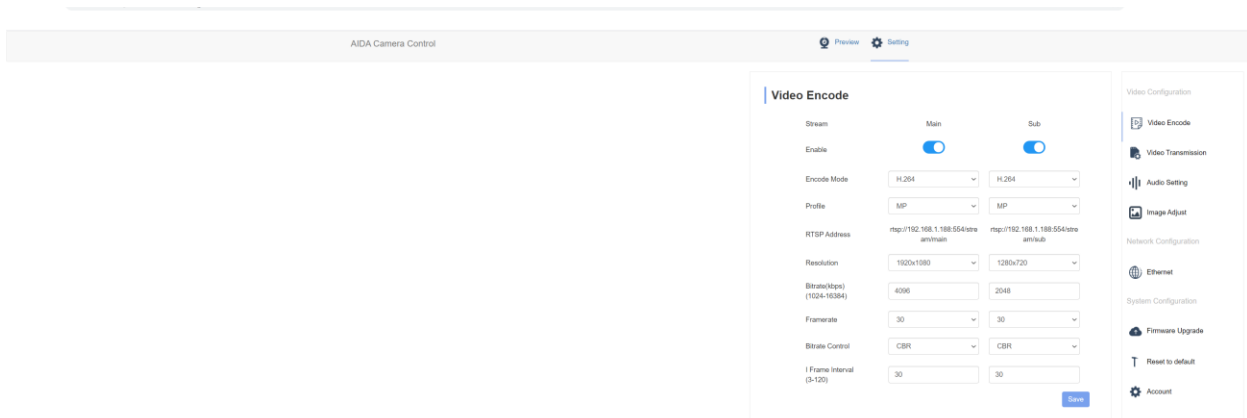 AIDA Camera Control
Preview
Setting
Video Encode
Stream Main Sub
Enable
Encode Mode H.264 H.264
Profile MP MP
RTSP Address rtsp://192.168.1.188:554/stre rtsp://192.168.1.188:554/stre
am/main am/sub
Resolution 1920x1080 1280x720
Bitrate(kbps)
(1024-16384) 4096 2048
Framerate 30 30
Bitrate Control CBR CBR
I Frame Interval
(3-120) 30 30
Save
Video Configuration
Video Encode
Video Transmission
Audio Setting
Image Adjust
Network Configuration
Ethernet
System Configuration
Firmware Upgrade
Reset to default
Account